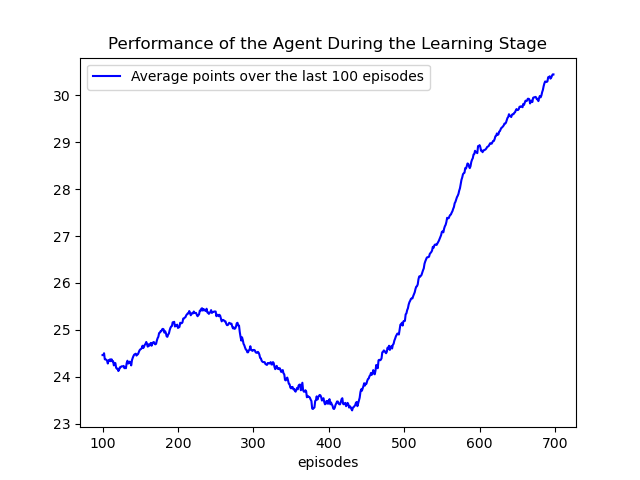 Performance of the Agent During the Learning Stage
Average points over the last 100 episodes
30
29
28
27
26
25
24
23
100 200 300 400 500 600 700
episodes